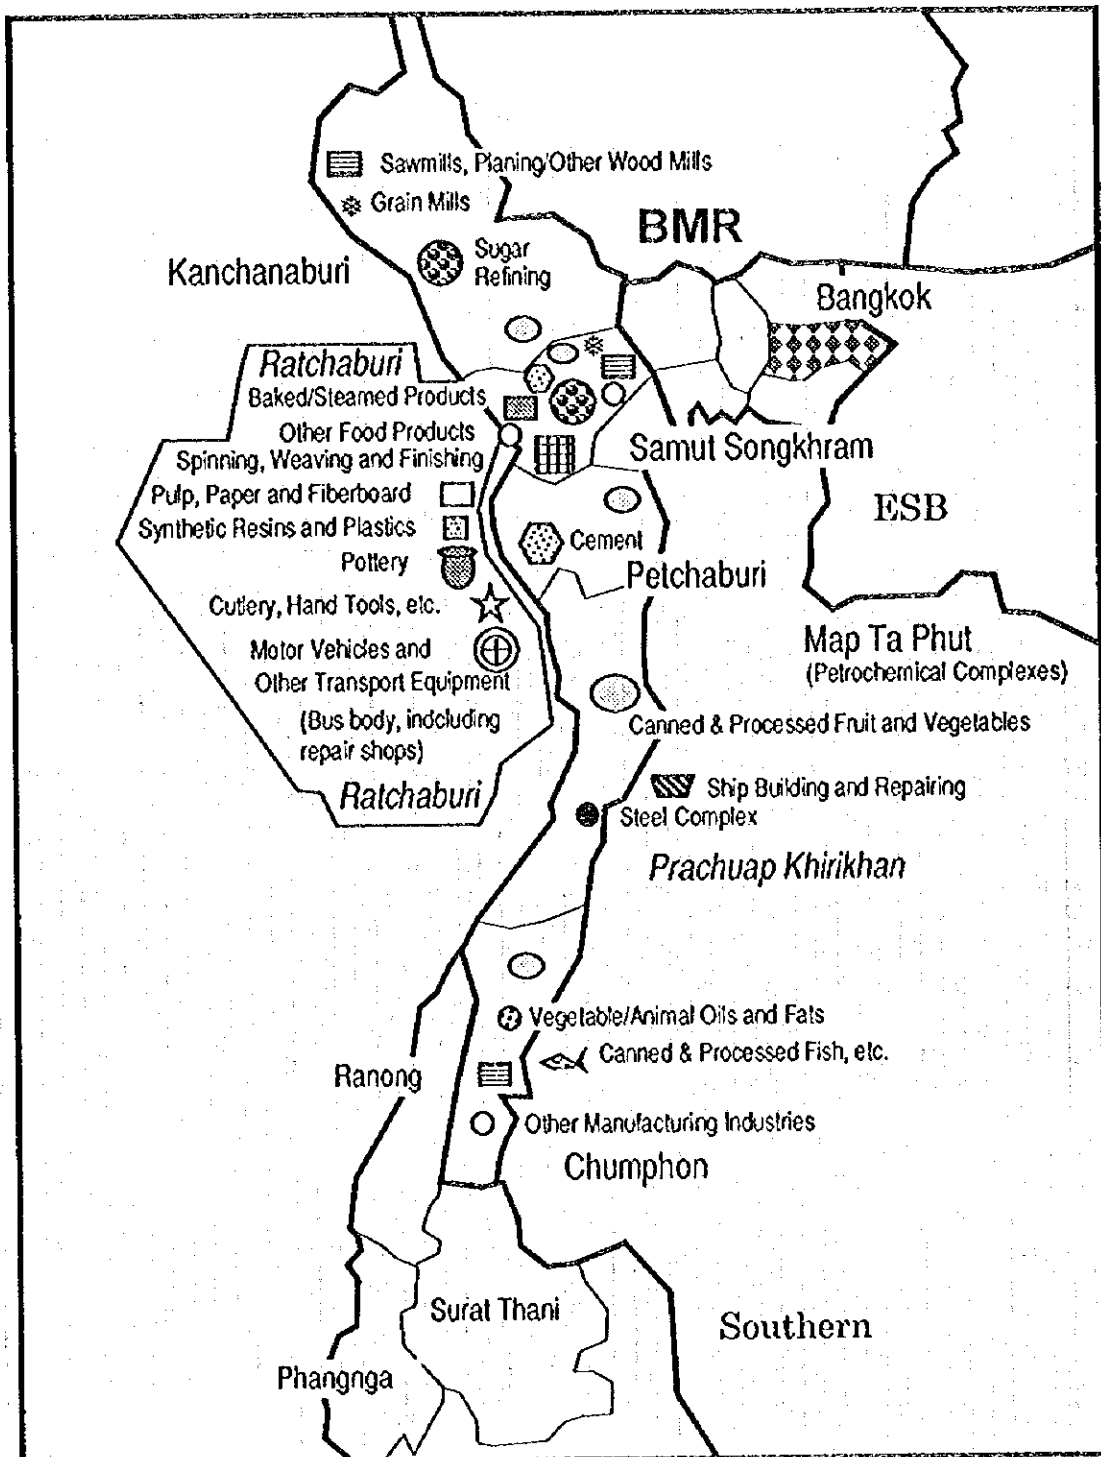 Sawmills, Planing/Other Wood Mills
Grain Mills
BMR
Sugar
Refining
Kanchanaburi
Bangkok
Ratchaburi
Baked/Steamed Products
Other Food Products
Spinning, Weaving and Finishing
Samut Songkhram
Pulp, Paper and Fiberboard
ESB
Synthetic Resins and Plastics
Cement
Pottery
Petchaburi
Cutlery, Hand Tools, etc.
Map Ta Phut
(Petrochemical Complexes)
Motor Vehicles and
Other Transport Equipment
(Bus body, indcluding
repair shops)
Canned & Processed Fruit and Vegetables
Ratchaburi
Ship Building and Repairing
Steel Complex
Prachuap Khirikhan
Vegetable/Animal Oils and Fats
Canned & Processed Fish, etc.
Ranong
Other Manufacturing Industries
Chumphon
Surat Thani
Southern
Phangnga